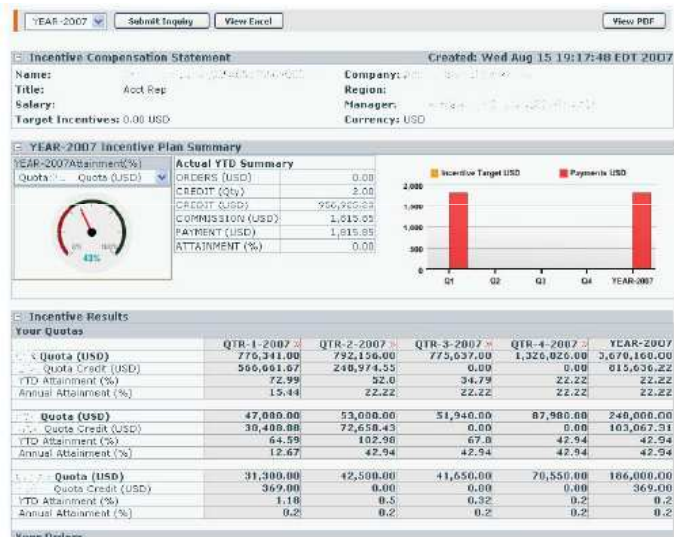 YEAR-2007 Submit Inquiry View Excel View PDF
Incentive Compensation Statement Created: Wed Aug 15 19:17:48 EDT 2007
Name: Company:
Title: Acct Rep Region:
Salary: Manager:
Target Incentives: 0.00 USD Currency: USD
YEAR-2007 Incentive Plan Summary
YEAR-2007Attainment(%) Actual YTD Summary
Quota Quota (USD) ORDERS (USD) 0.00
CREDIT (Qty) 2.00
CREDIT (USD)
COMMISSION (USD) 1,815.85
PAYMENT (USD) 1,815.85
ATTAINMENT (%) 0.00
0% 100%
43%
Incentive Target USD Payments USD
2,000
1,500
1,000
500
0
Q1 Q2 Q3 Q4 YEAR-2007
Incentive Results
Your Quotas
QTR-1-2007 QTR-2-2007 QTR-3-2007 QTR-4-2007 YEAR-2007
Quota (USD) 776,341.00 792,156.00 775,637.00 1,326,026.00 3,670,160.00
Quota Credit (USD) 566,661.67 248,974.55 0.00 0.00 815,636.22
YTD Attainment (%) 72.99 52.0 34.79 22.22 22.22
Annual Attainment (%) 15.44 22.22 22.22 22.22 22.22
Quota (USD) 47,080.00 53,000.00 51,940.00 87,980.00 240,000.00
Quota Credit (USD) 30,408.88 72,658.43 0.00 0.00 103,067.31
YTD Attainment (%) 64.59 102.98 67.8 42.94 42.94
Annual Attainment (%) 12.67 42.94 42.94 42.94 42.94
Quota (USD) 31,300.00 42,500.00 41,650.00 70,550.00 186,000.00
Quota Credit (USD) 369.00 0.00 0.00 0.00 369.00
YTD Attainment (%) 1.18 0.5 0.32 0.2 0.2
Annual Attainment (%) 0.2 0.2 0.2 0.2 0.2
Your Orders